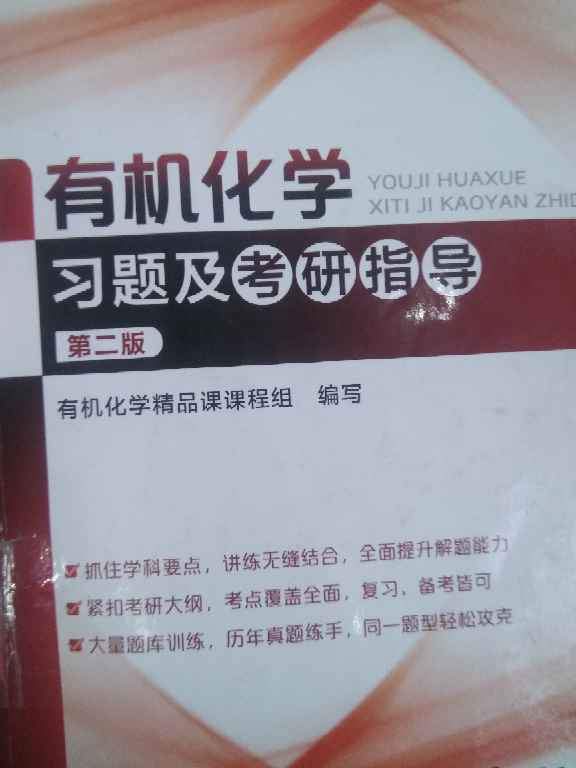 有机化学
YOUJI HUAXUE
XITI JI KAOYAN ZHID
习题及考研指导
第二版
有机化学精品课课程组 编写
抓住学科要点，讲练无缝结合，全面提升解题能力
紧扣考研大纲，考点覆盖全面，复习、备考皆可
大量题库训练，历年真题练手，同一题型轻松攻克